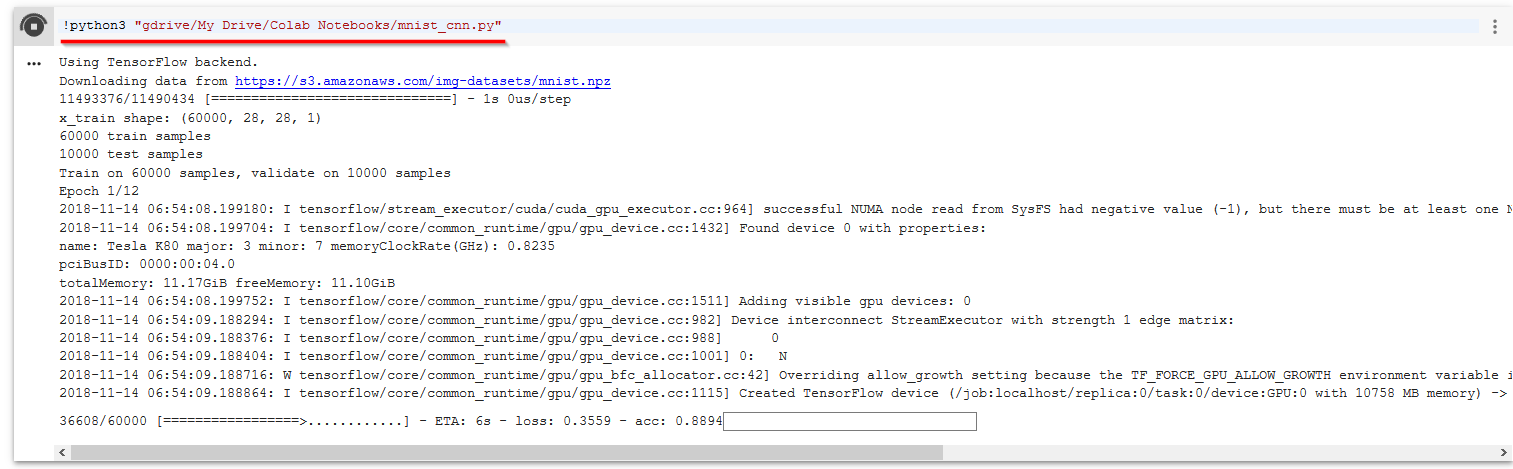 !python3 "gdrive/My Drive/Colab Notebooks/mnist_cnn.py"
Using TensorFlow backend.
Downloading data from https://s3.amazonaws.com/img-datasets/mnist.npz
11493376/11490434 [==============================] - 1s 0us/step
x_train shape: (60000, 28, 28, 1)
60000 train samples
10000 test samples
Train on 60000 samples, validate on 10000 samples
Epoch 1/12
2018-11-14 06:54:08.199180: I tensorflow/stream_executor/cuda/cuda_gpu_executor.cc:964] successful NUMA node read from SysFS had negative value (-1), but there must be at least one N
2018-11-14 06:54:08.199704: I tensorflow/core/common_runtime/gpu/gpu_device.cc:1432] Found device 0 with properties:
name: Tesla K80 major: 3 minor: 7 memoryClockRate(GHz): 0.8235
pciBusID: 0000:00:04.0
totalMemory: 11.17GiB freeMemory: 11.10GiB
2018-11-14 06:54:08.199752: I tensorflow/core/common_runtime/gpu/gpu_device.cc:1511] Adding visible gpu devices: 0
2018-11-14 06:54:09.188294: I tensorflow/core/common_runtime/gpu/gpu_device.cc:982] Device interconnect StreamExecutor with strength 1 edge matrix:
2018-11-14 06:54:09.188376: I tensorflow/core/common_runtime/gpu/gpu_device.cc:988]      0
2018-11-14 06:54:09.188404: I tensorflow/core/common_runtime/gpu/gpu_device.cc:1001] 0:   N
2018-11-14 06:54:09.188716: W tensorflow/core/common_runtime/gpu/gpu_bfc_allocator.cc:42] Overriding allow_growth setting because the TF_FORCE_GPU_ALLOW_GROWTH environment variable i
2018-11-14 06:54:09.188864: I tensorflow/core/common_runtime/gpu/gpu_device.cc:1115] Created TensorFlow device (/job:localhost/replica:0/task:0/device:GPU:0 with 10758 MB memory) ->
36608/60000 [=================>............] - ETA: 6s - loss: 0.3559 - acc: 0.8894